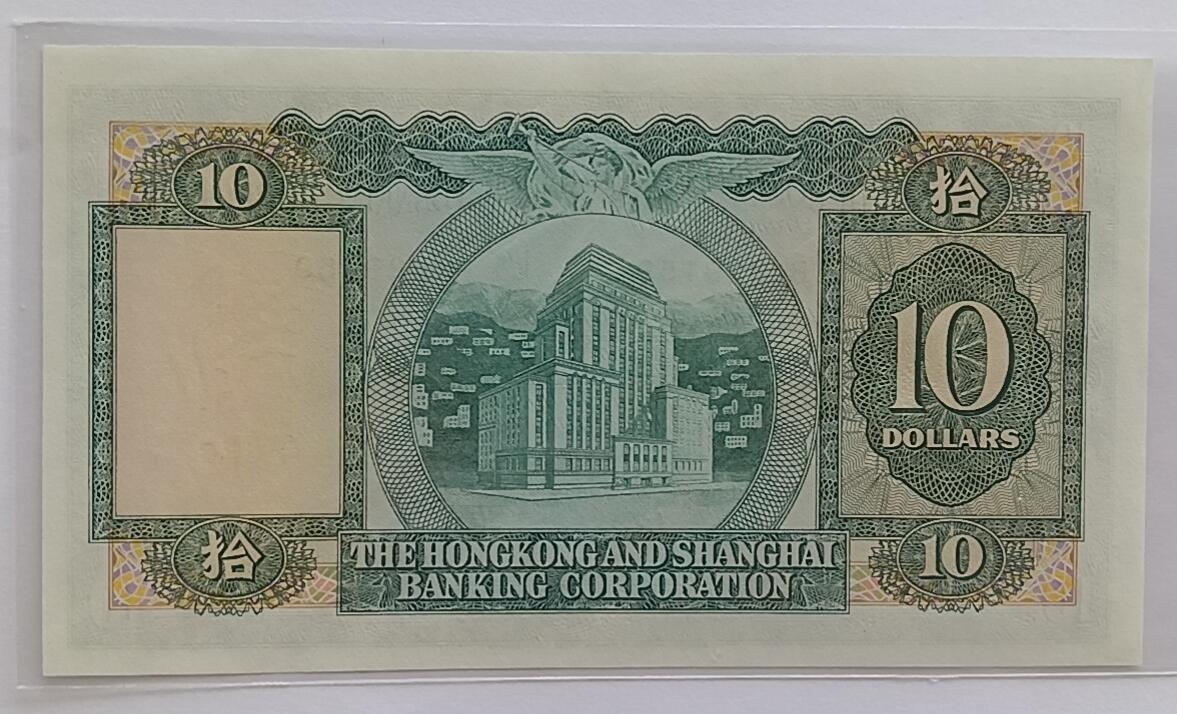 10
拾
10
DOLLARS
拾
10
THE HONGKONG AND SHANGHAI
BANKING CORPORATION